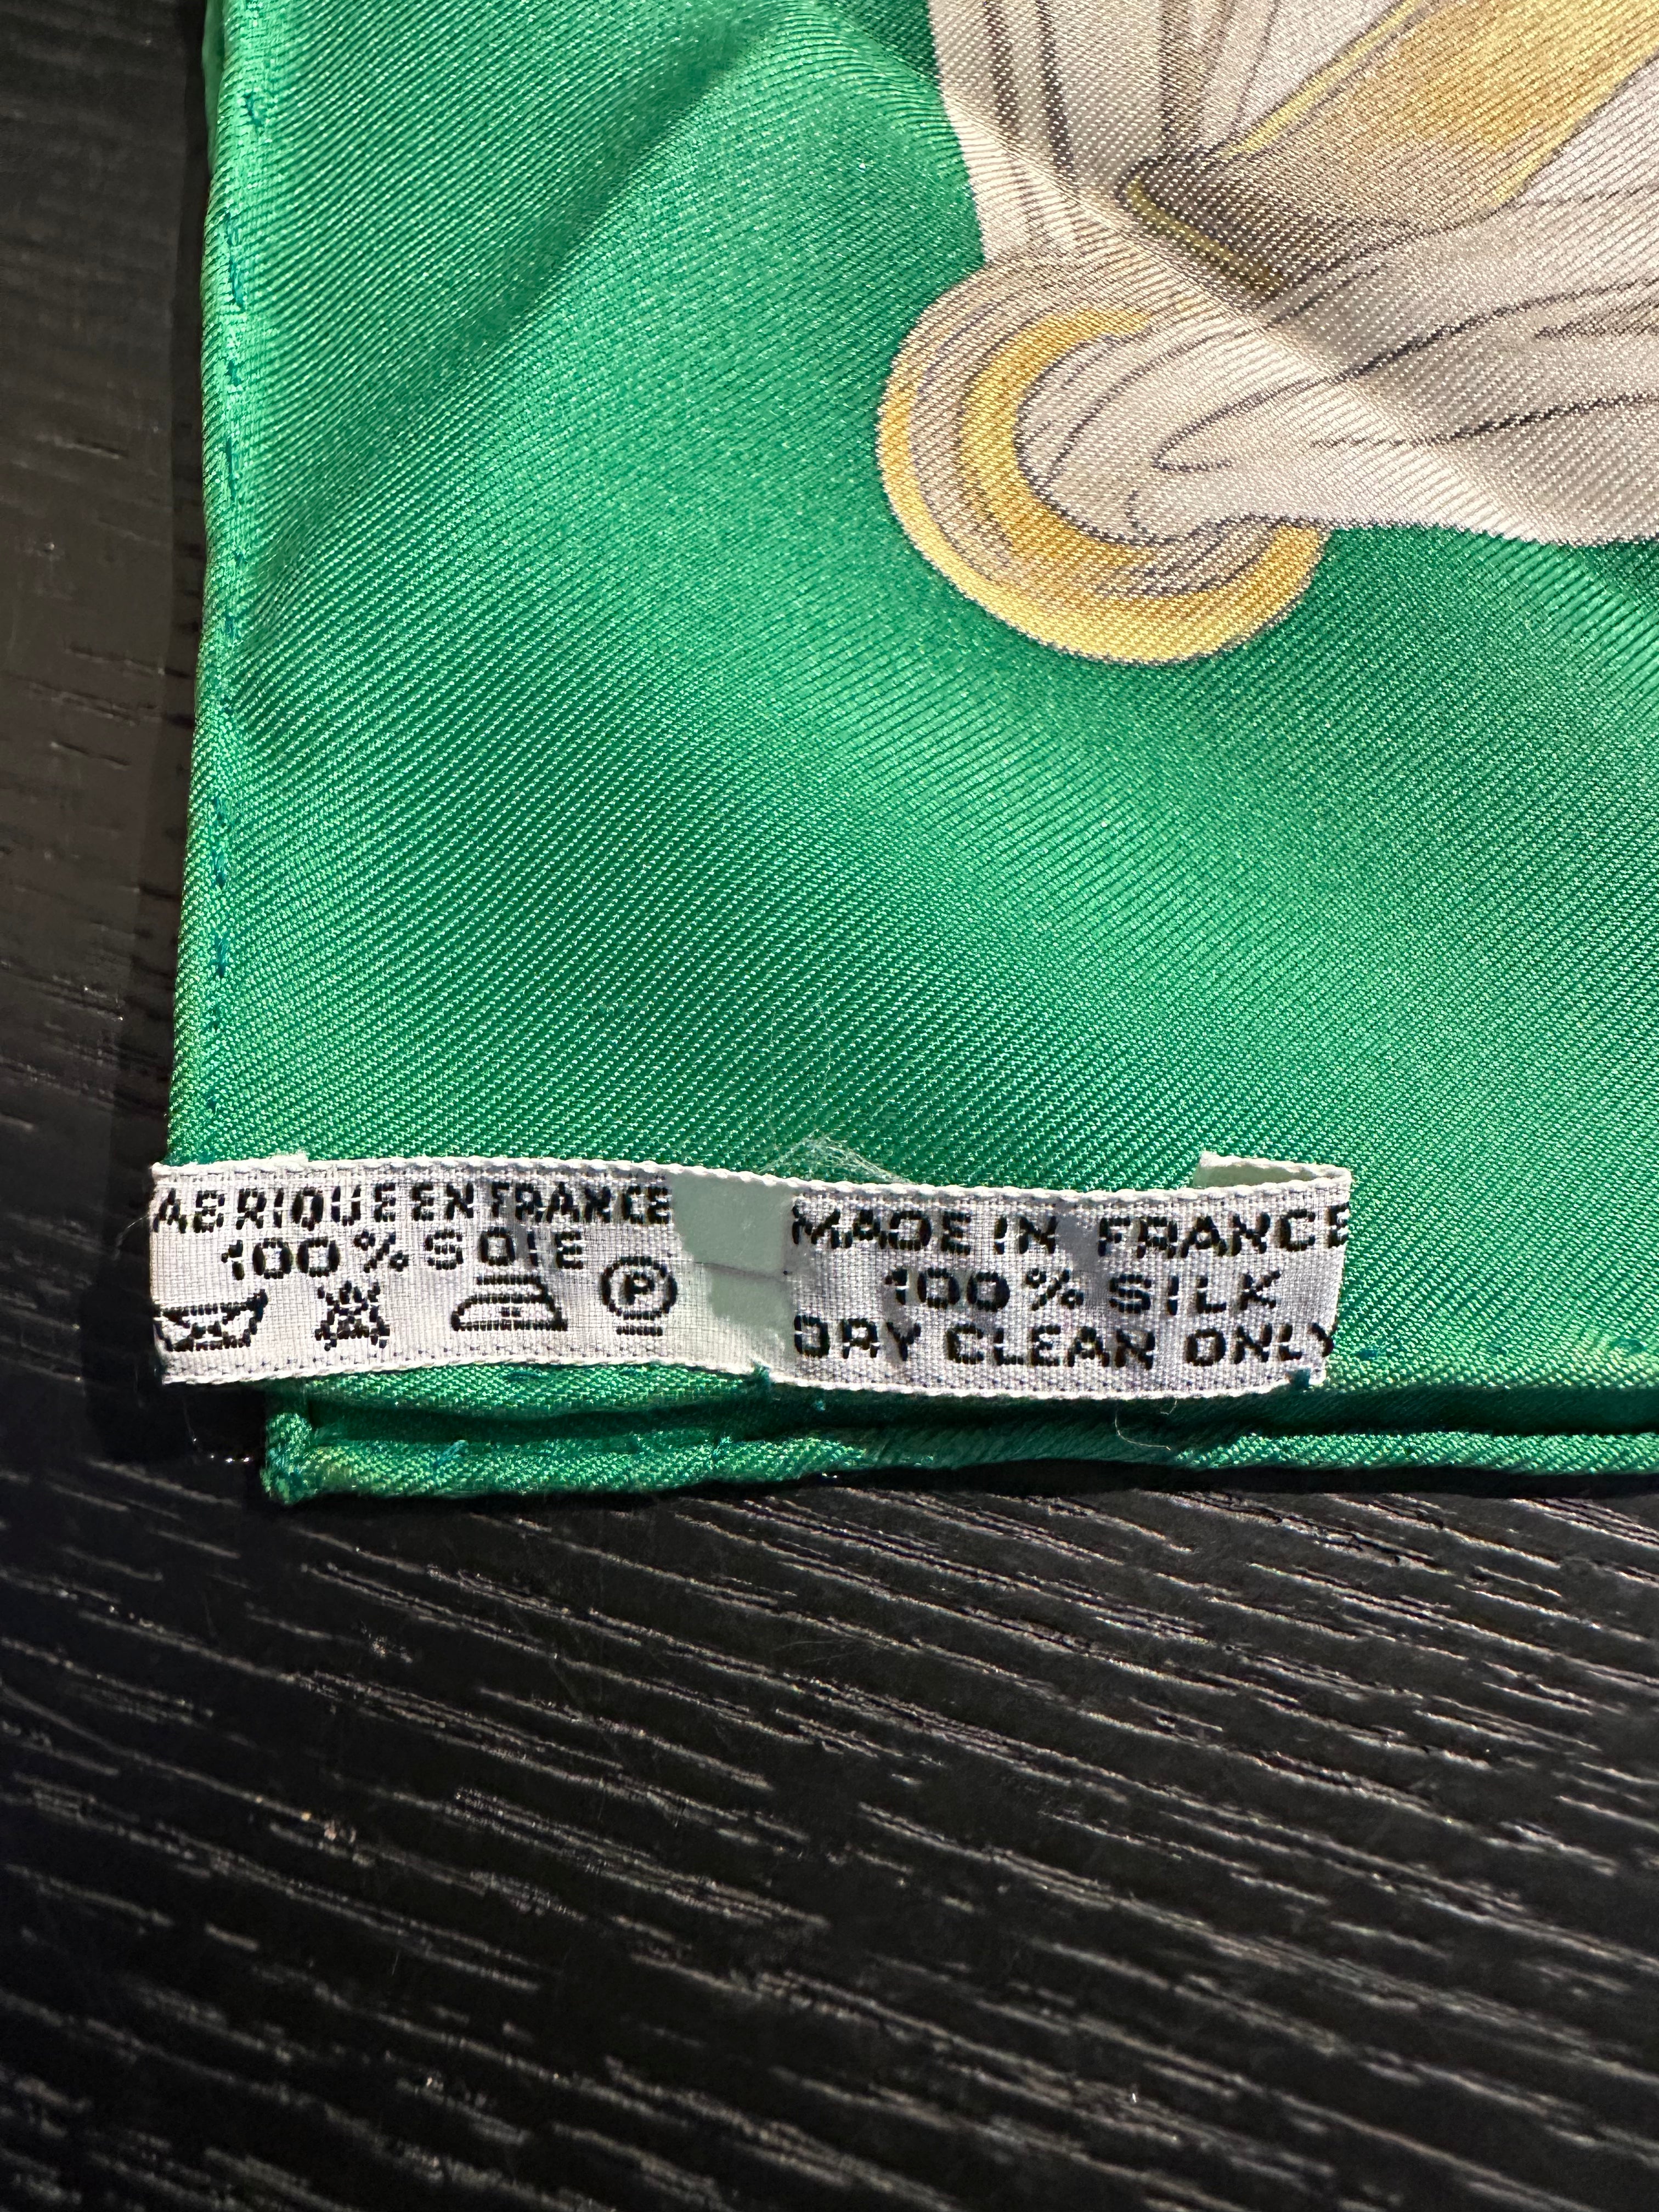 ABRIQUE EN FRANCE
100% SOIE
P
MADE IN FRANCE
100% SILK
DRY CLEAN ONLY